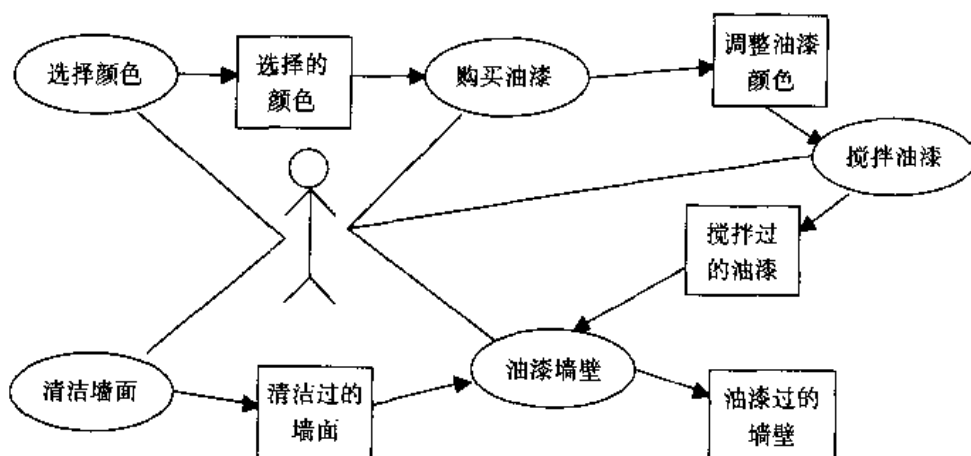 选择颜色
选择的
颜色
购买油漆
调整油漆
颜色
搅拌油漆
搅拌过
的油漆
清洁墙面
清洁过的
墙面
油漆墙壁
油漆过的
墙壁